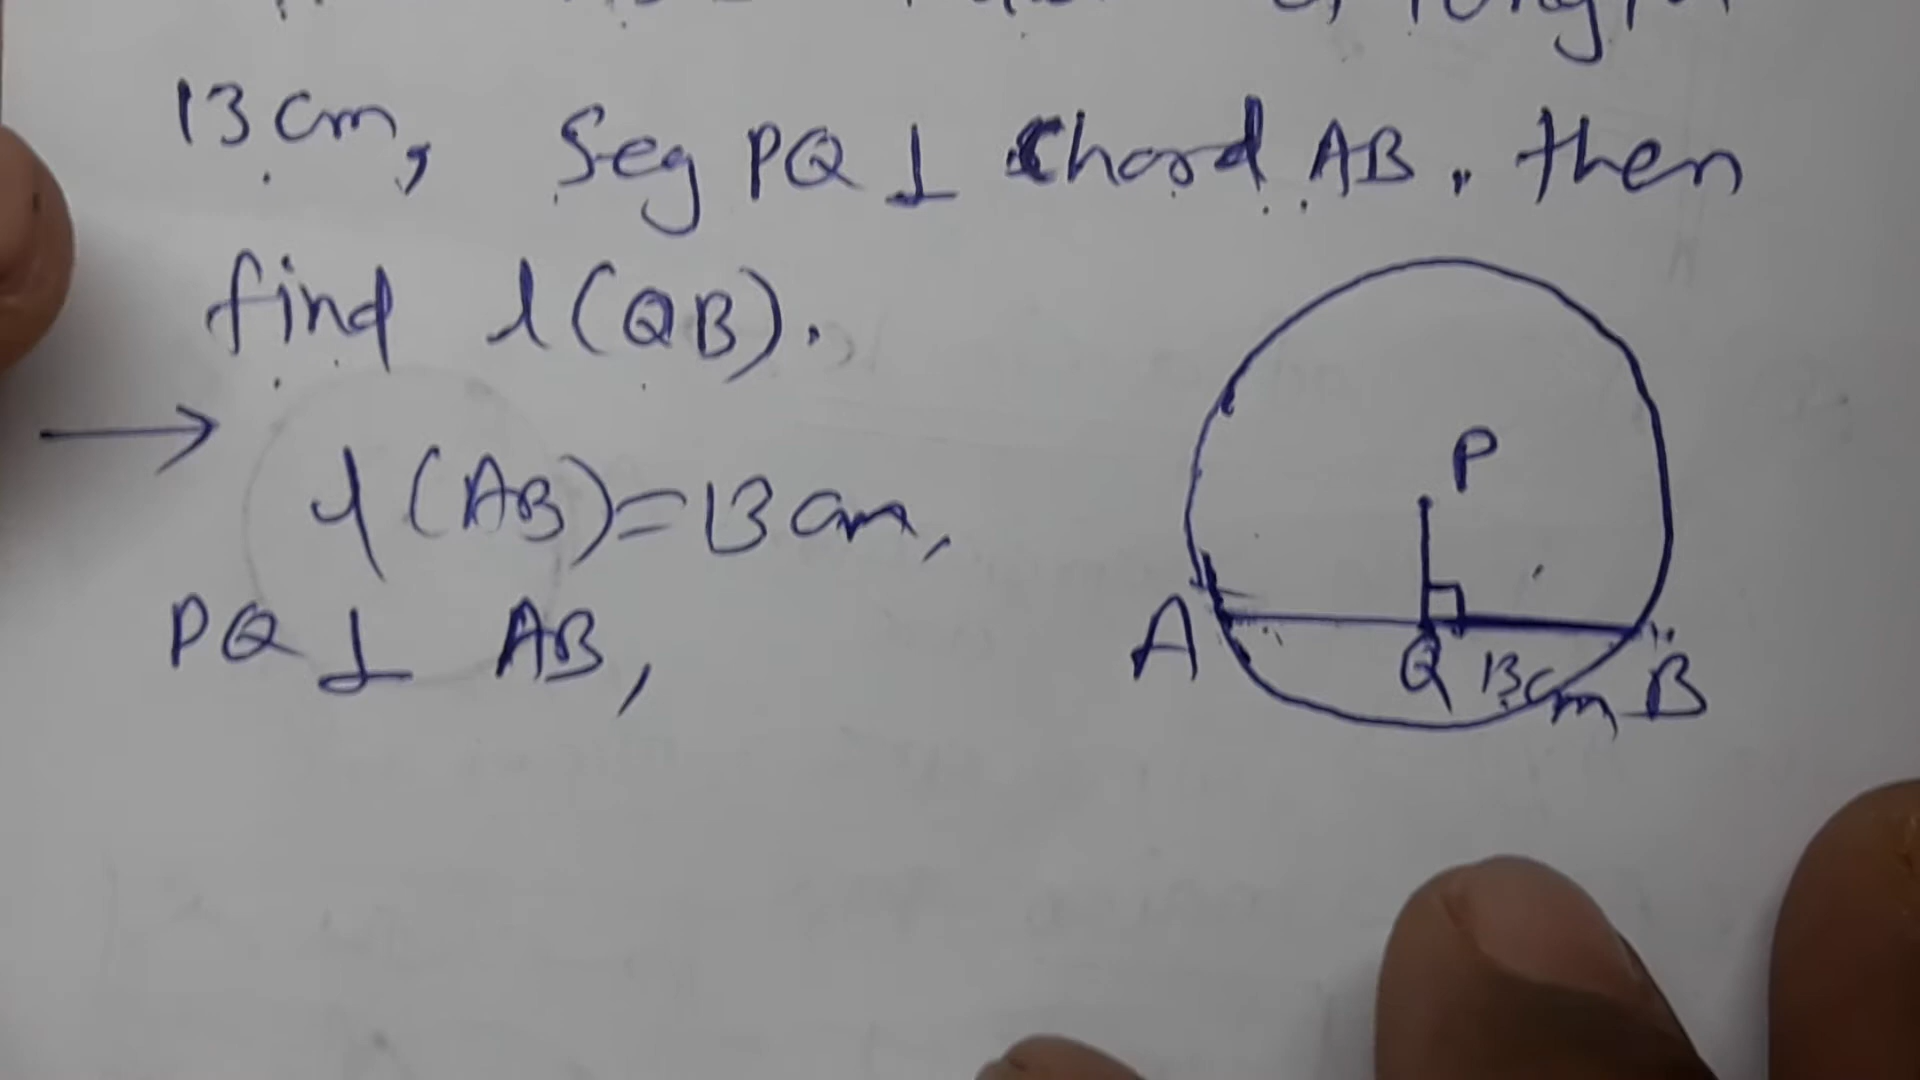 13 cm, Seg PQ ⊥ chord AB. then
find l(QB).
l(AB)=13 cm,
PQ ⊥ AB,
P
A
Q 13cm B